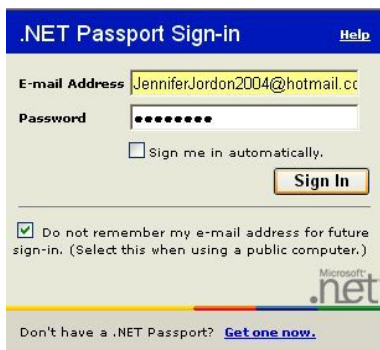 .NET Passport Sign-in Help
E-mail Address JenniferJordon2004@hotmail.cc
Password ●●●●●●●●
Sign me in automatically.
Sign In
Do not remember my e-mail address for future
sign-in. (Select this when using a public computer.)
Microsoft®
.net
Don't have a .NET Passport? Get one now.